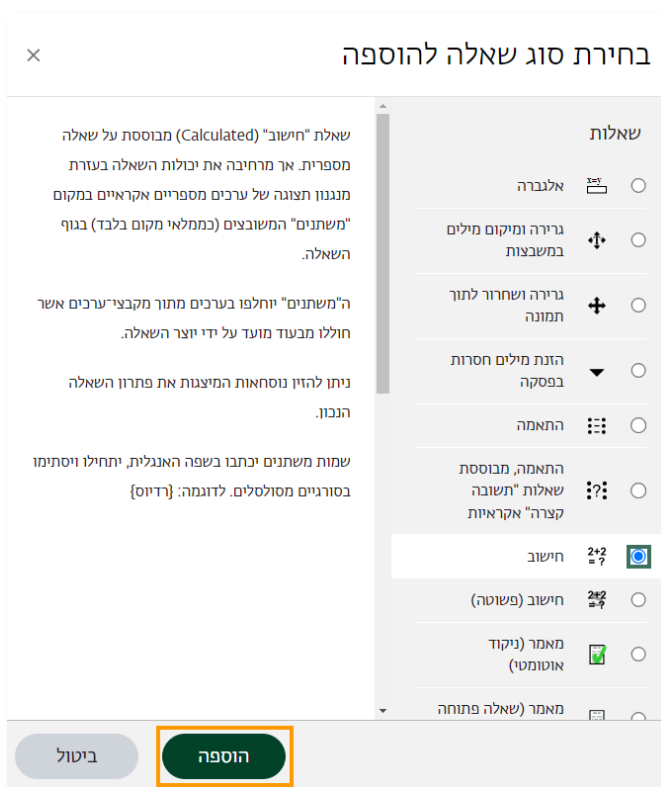 בחירת סוג שאלה להוספה
×
שאלות
x=y
אלגברה
גרירה ומיקום מילים
במשבצות
גרירה ושחרור לתוך
תמונה
הזנת מילים חסרות
בפסקה
התאמה
התאמה, מבוססת
שאלות "תשובה
קצרה" אקראיות
2+2
= ?
חישוב
2+2
=?
חישוב (פשוטה)
מאמר (ניקוד
אוטומטי)
מאמר (שאלה פתוחה
שאלת "חישוב" (Calculated) מבוססת על שאלה
מספרית. אך מרחיבה את יכולות השאלה בעזרת
מנגנון תצוגה של ערכים מספריים אקראיים במקום
"משתנים" המשובצים (כממלאי מקום בלבד) בגוף
השאלה.
ה"משתנים" יוחלפו בערכים מתוך מקבצי־ערכים אשר
חוללו מבעוד מועד על ידי יוצר השאלה.
ניתן להזין נוסחאות המיצגות את פתרון השאלה
הנכון.
שמות משתנים יכתבו בשפה האנגלית, יתחילו ויסתימו
בסורגיים מסולסלים. לדוגמה: {רדיוס}
הוספה
ביטול